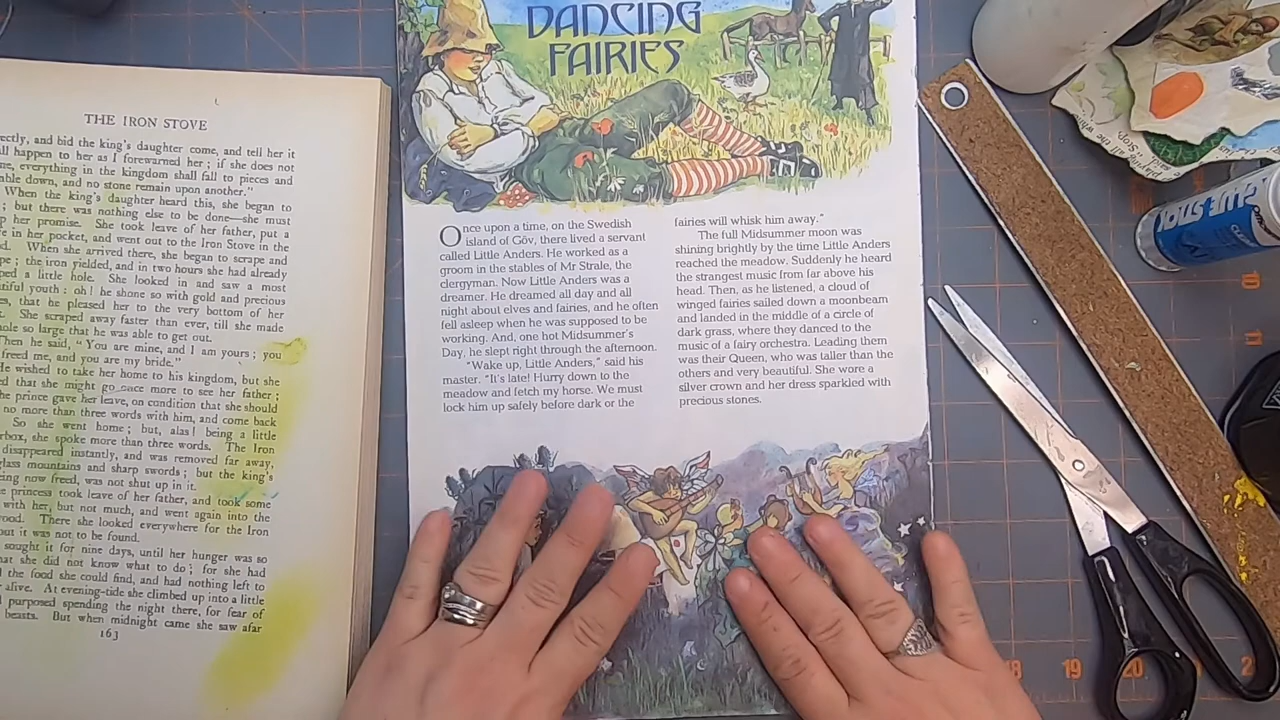 THE IRON STOVE
ectly, and bid the king's daughter come, and tell her it
all happen to her as I forewarned her; if she does not
me, everything in the kingdom shall fall to pieces and
mble down, and no stone remain upon another."
When the king's daughter heard this, she began to
; but there was nothing else to be done—she must
p her promise. She took leave of her father, put a
e in her pocket, and went out to the Iron Stove in the
d. When she arrived there, she began to scrape and
pe; the iron yielded, and in two hours she had already
ped a little hole. She looked in and saw a most
tiful youth: oh! he shone so with gold and precious
es, that he pleased her to the very bottom of her
. She scraped away faster than ever, till she made
hole so large that he was able to get out.
Then he said, "You are mine, and I am yours; you
freed me, and you are my bride."
He wished to take her home to his kingdom, but she
ed that she might go once more to see her father;
the prince gave her leave, on condition that she should
no more than three words with him, and come back
So she went home; but, alas! being a little
rbox, she spoke more than three words. The Iron
disappeared instantly, and was removed far away,
glass mountains and sharp swords; but the king's
eing now freed, was not shut up in it.
e princess took leave of her father, and took some
with her, but not much, and went again into the
ood. There she looked everywhere for the Iron
but it was not to be found.
sought it for nine days, until her hunger was so
hat she did not know what to do; for she had
l the food she could find, and had nothing left to
alive. At evening-tide she climbed up into a little
l purposed spending the night there, for fear of
beasts. But when midnight came she saw afar
163
DANCING
FAIRIES
Once upon a time, on the Swedish
island of Göv, there lived a servant
called Little Anders. He worked as a
groom in the stables of Mr Strale, the
clergyman. Now Little Anders was a
dreamer. He dreamed all day and all
night about elves and fairies, and he often
fell asleep when he was supposed to be
working. And, one hot Midsummer's
Day, he slept right through the afternoon.
"Wake up, Little Anders," said his
master. "It's late! Hurry down to the
meadow and fetch my horse. We must
lock him up safely before dark or the
fairies will whisk him away."
The full Midsummer moon was
shining brightly by the time Little Anders
reached the meadow. Suddenly he heard
the strangest music from far above his
head. Then, as he listened, a cloud of
winged fairies sailed down a moonbeam
and landed in the middle of a circle of
dark grass, where they danced to the
music of a fairy orchestra. Leading them
was their Queen, who was taller than the
others and very beautiful. She wore a
silver crown and her dress sparkled with
precious stones.
GLUE STICK
10
11
18
19
20
21